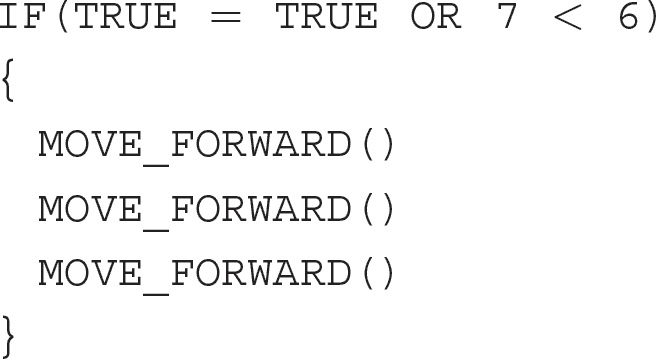 IF(TRUE = TRUE OR 7 < 6)
{
MOVE_FORWARD()
MOVE_FORWARD()
MOVE_FORWARD()
}